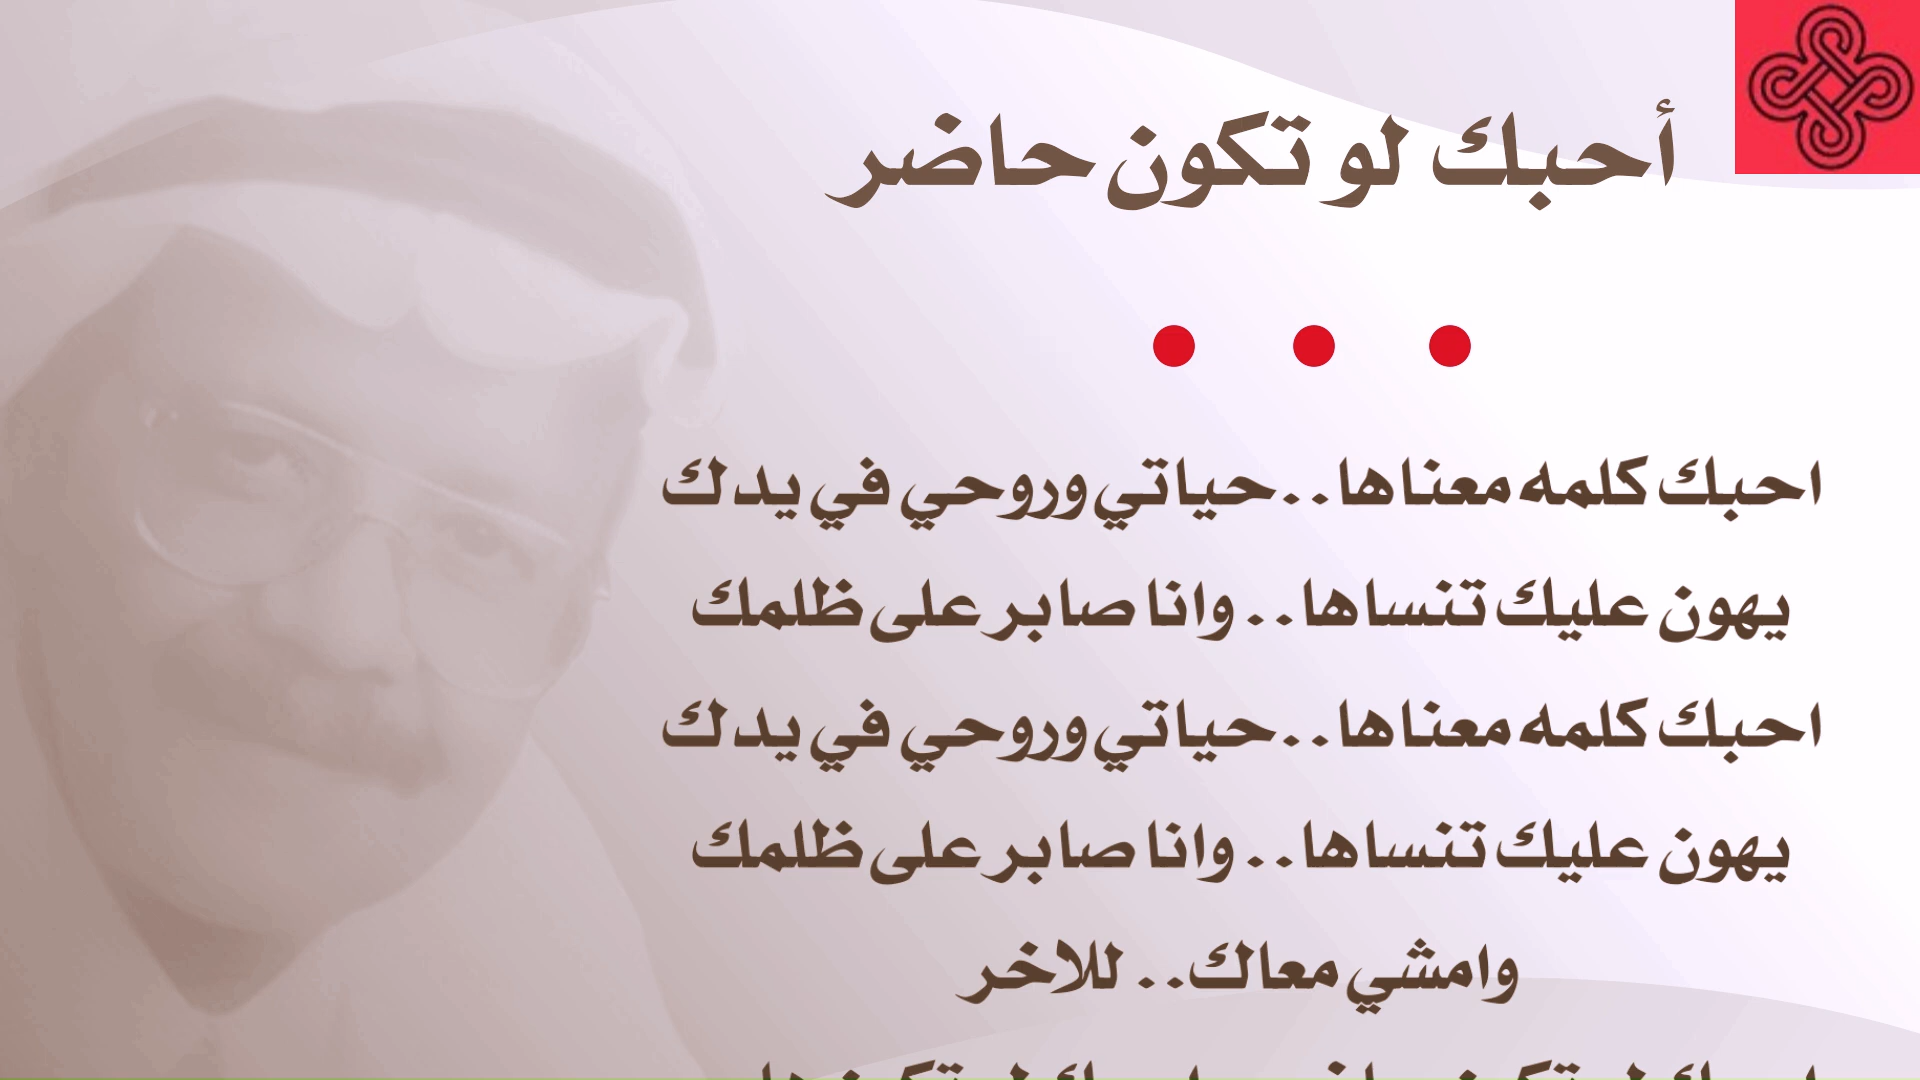 أحبك لو تكون حاضر
احبك كلمه معناها..حياتي وروحي في يدك
يهون عليك تنساها.. وانا صابر على ظلمك
احبك كلمه معناها..حياتي وروحي في يدك
يهون عليك تنساها.. وانا صابر على ظلمك
وامشي معالك.. للاخر